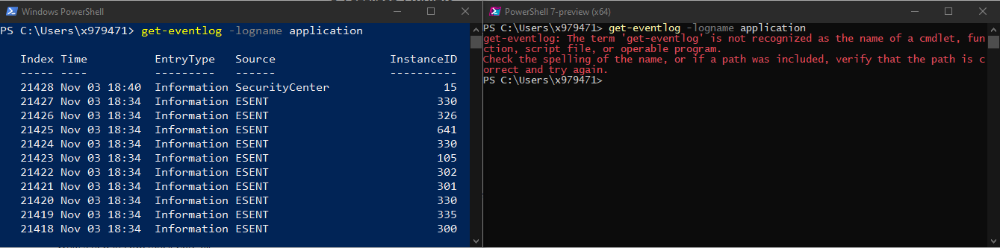 Windows PowerShell
PS C:\Users\x979471> get-eventlog -logname application
Index Time EntryType Source InstanceID
----- ---- --------- ------ ----------
21428 Nov 03 18:40 Information SecurityCenter 15
21427 Nov 03 18:34 Information ESENT 330
21426 Nov 03 18:34 Information ESENT 326
21425 Nov 03 18:34 Information ESENT 641
21424 Nov 03 18:34 Information ESENT 330
21423 Nov 03 18:34 Information ESENT 105
21422 Nov 03 18:34 Information ESENT 302
21421 Nov 03 18:34 Information ESENT 301
21420 Nov 03 18:34 Information ESENT 330
21419 Nov 03 18:34 Information ESENT 335
21418 Nov 03 18:34 Information ESENT 300
PowerShell 7-preview (x64)
PS C:\Users\x979471> get-eventlog -logname application
get-eventlog: The term 'get-eventlog' is not recognized as the name of a cmdlet, fun
ction, script file, or operable program.
Check the spelling of the name, or if a path was included, verify that the path is c
orrect and try again.
PS C:\Users\x979471>